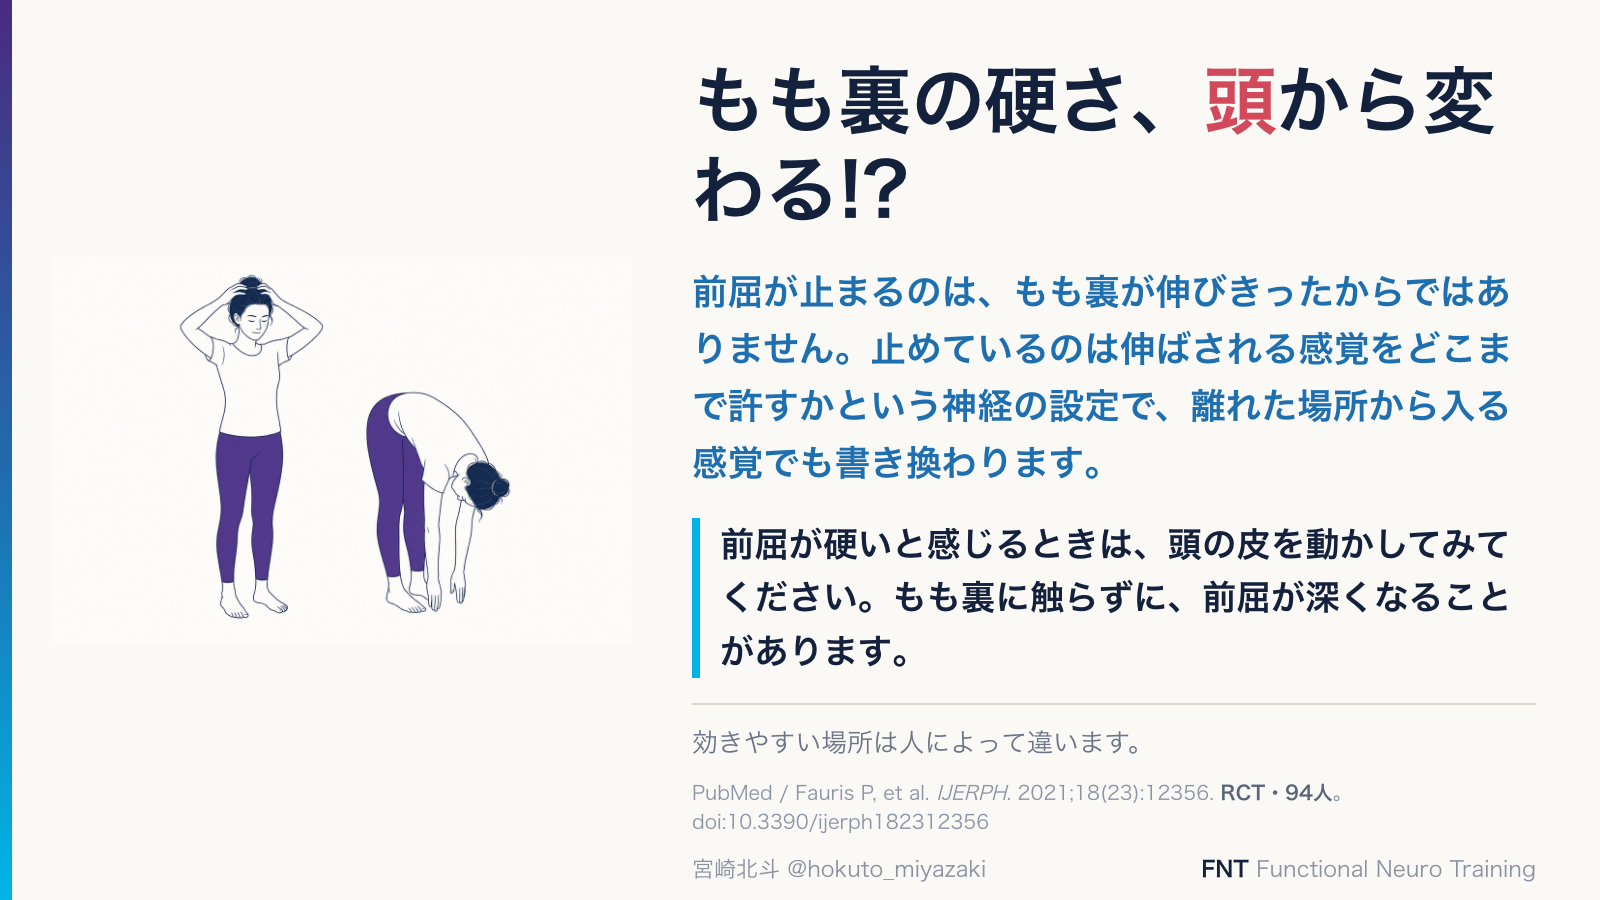 もも裏の硬さ、頭から変
わる!?
前屈が止まるのは、もも裏が伸びきったからではあ
りません。止めているのは伸ばされる感覚をどこま
で許すかという神経の設定で、離れた場所から入る
感覚でも書き換わります。
前屈が硬いと感じるときは、頭の皮を動かしてみて
ください。もも裏に触らずに、前屈が深くなること
があります。
効きやすい場所は人によって違います。
PubMed / Fauris P, et al. IJERPH. 2021;18(23):12356. RCT・94人。
doi:10.3390/ijerph182312356
宮崎北斗 @hokuto_miyazaki
FNT Functional Neuro Training